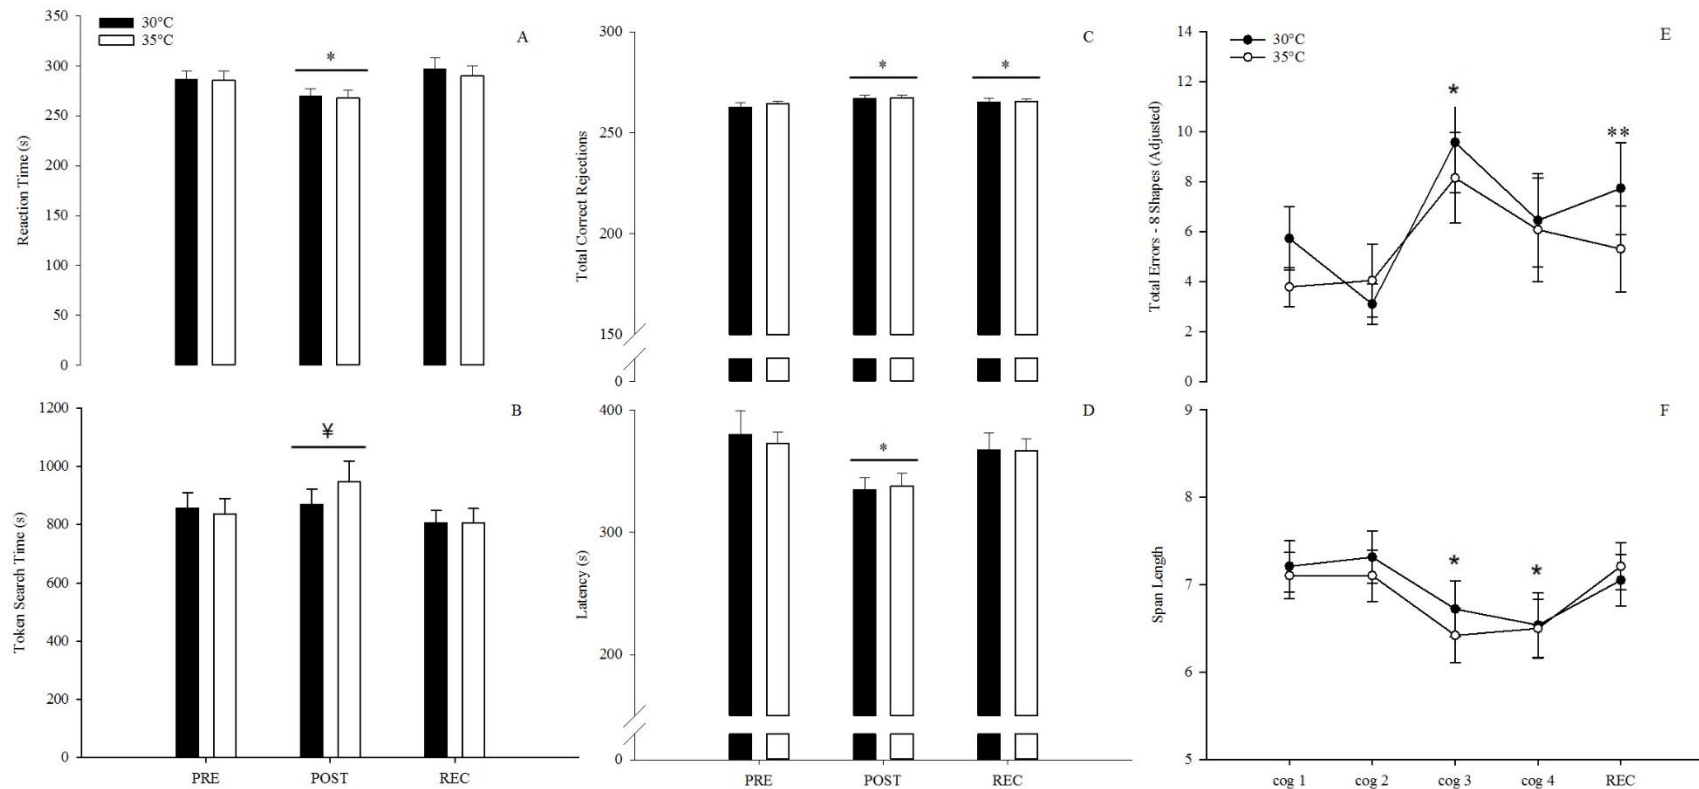 30°C
35°C
A
Reaction Time (s)
350
300
250
200
150
100
50
0
*
B
Token Search Time (s)
1200
1000
800
600
400
200
0
¥
PRE
POST
REC
C
Total Correct Rejections
300
250
200
150
0
*
*
D
Latency (s)
400
300
200
0
*
PRE
POST
REC
30°C
35°C
E
Total Errors - 8 Shapes (Adjusted)
14
12
10
8
6
4
2
0
*
**
F
Span Length
9
8
7
6
5
*
*
cog 1
cog 2
cog 3
cog 4
REC